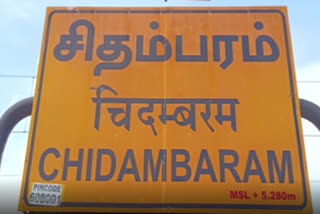 சிதம்பரம்
चिदम्बरम
CHIDAMBARAM
PINCODE
608001
MSL + 5.280m